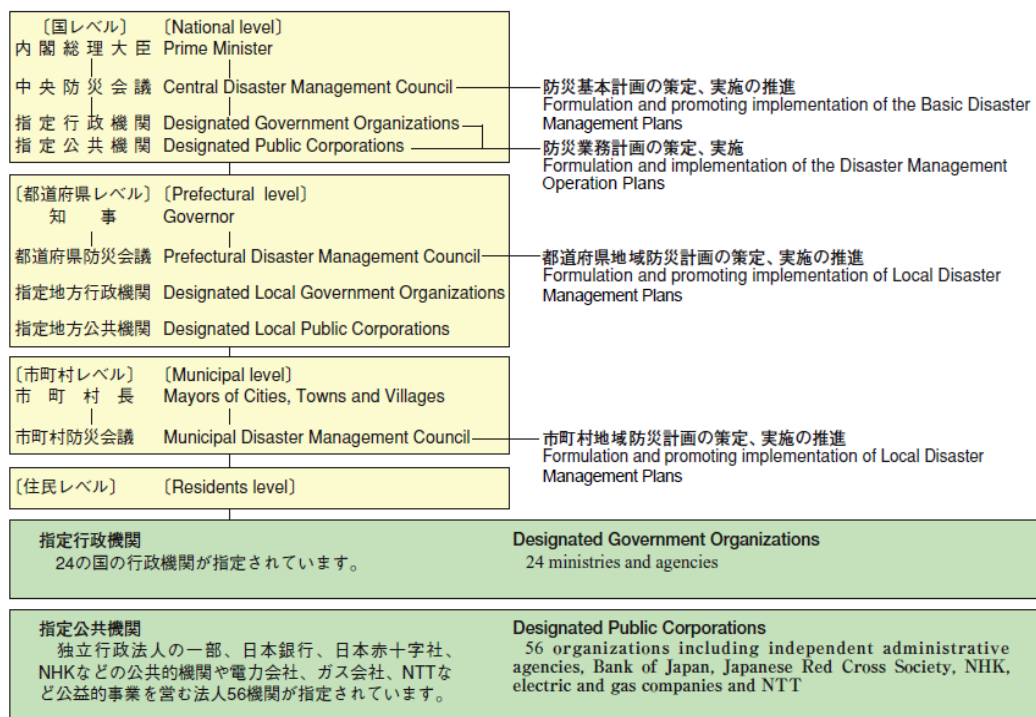 〔国レベル〕 〔National level〕
内閣総理大臣 Prime Minister
中央防災会議 Central Disaster Management Council
防災基本計画の策定、実施の推進
Formulation and promoting implementation of the Basic Disaster
Management Plans
指定行政機関 Designated Government Organizations
指定公共機関 Designated Public Corporations
防災業務計画の策定、実施
Formulation and implementation of the Disaster Management
Operation Plans
〔都道府県レベル〕 〔Prefectural level〕
知事 Governor
都道府県防災会議 Prefectural Disaster Management Council
都道府県地域防災計画の策定、実施の推進
Formulation and promoting implementation of Local Disaster
Management Plans
指定地方行政機関 Designated Local Government Organizations
指定地方公共機関 Designated Local Public Corporations
〔市町村レベル〕 〔Municipal level〕
市町村長 Mayors of Cities, Towns and Villages
市町村防災会議 Municipal Disaster Management Council
市町村地域防災計画の策定、実施の推進
Formulation and promoting implementation of Local Disaster
Management Plans
〔住民レベル〕 〔Residents level〕
指定行政機関
24の国の行政機関が指定されています。
Designated Government Organizations
24 ministries and agencies
指定公共機関
独立行政法人の一部、日本銀行、日本赤十字社、
NHKなどの公共的機関や電力会社、ガス会社、NTTな
ど公益的事業を営む法人56機関が指定されています。
Designated Public Corporations
56 organizations including independent administrative
agencies, Bank of Japan, Japanese Red Cross Society, NHK,
electric and gas companies and NTT